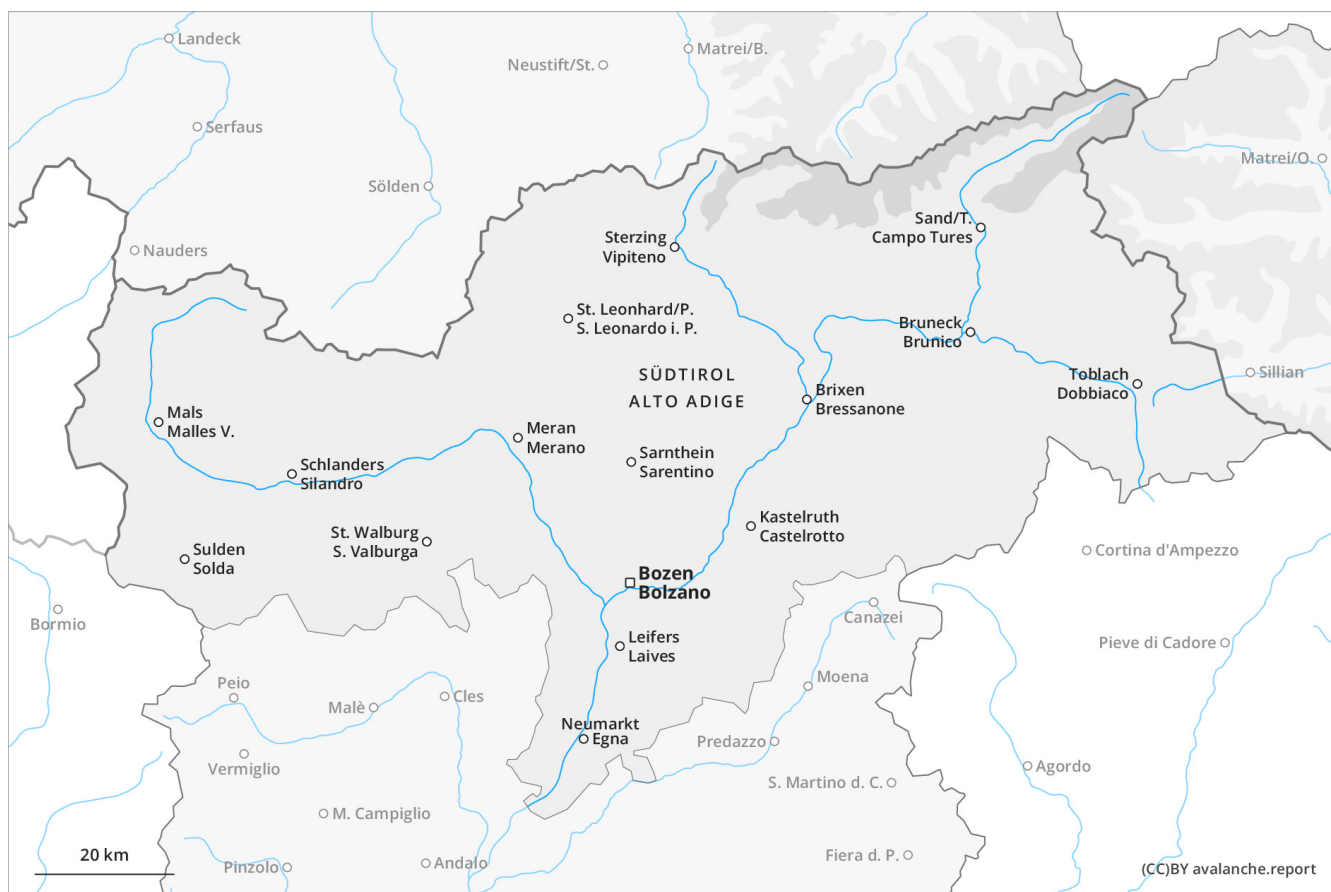 Landeck
Matrei/B.
Neustift/St.
Serfaus
Matrei/O.
Sölden
Sand/T.
Campo Tures
Sterzing
Vipiteno
Nauders
St. Leonhard/P.
S. Leonardo i. P.
Bruneck
Brunico
SÜDTIROL
ALTO ADIGE
Toblach
Dobbiaco
Sillian
Brixen
Bressanone
Mals
Malles V.
Meran
Merano
Sarnthein
Sarentino
Schlanders
Silandro
Kastelruth
Castelrotto
St. Walburg
S. Valburga
Sulden
Solda
Cortina d'Ampezzo
Bozen
Bolzano
Bormio
Canazei
Leifers
Laives
Pieve di Cadore
Moena
Peio
Malè
Cles
Neumarkt
Egna
Predazzo
Vermiglio
Agordo
S. Martino d. C.
M. Campiglio
20 km
Pinzolo
Andalo
Fiera d. P.
(CC)BY avalanche.report